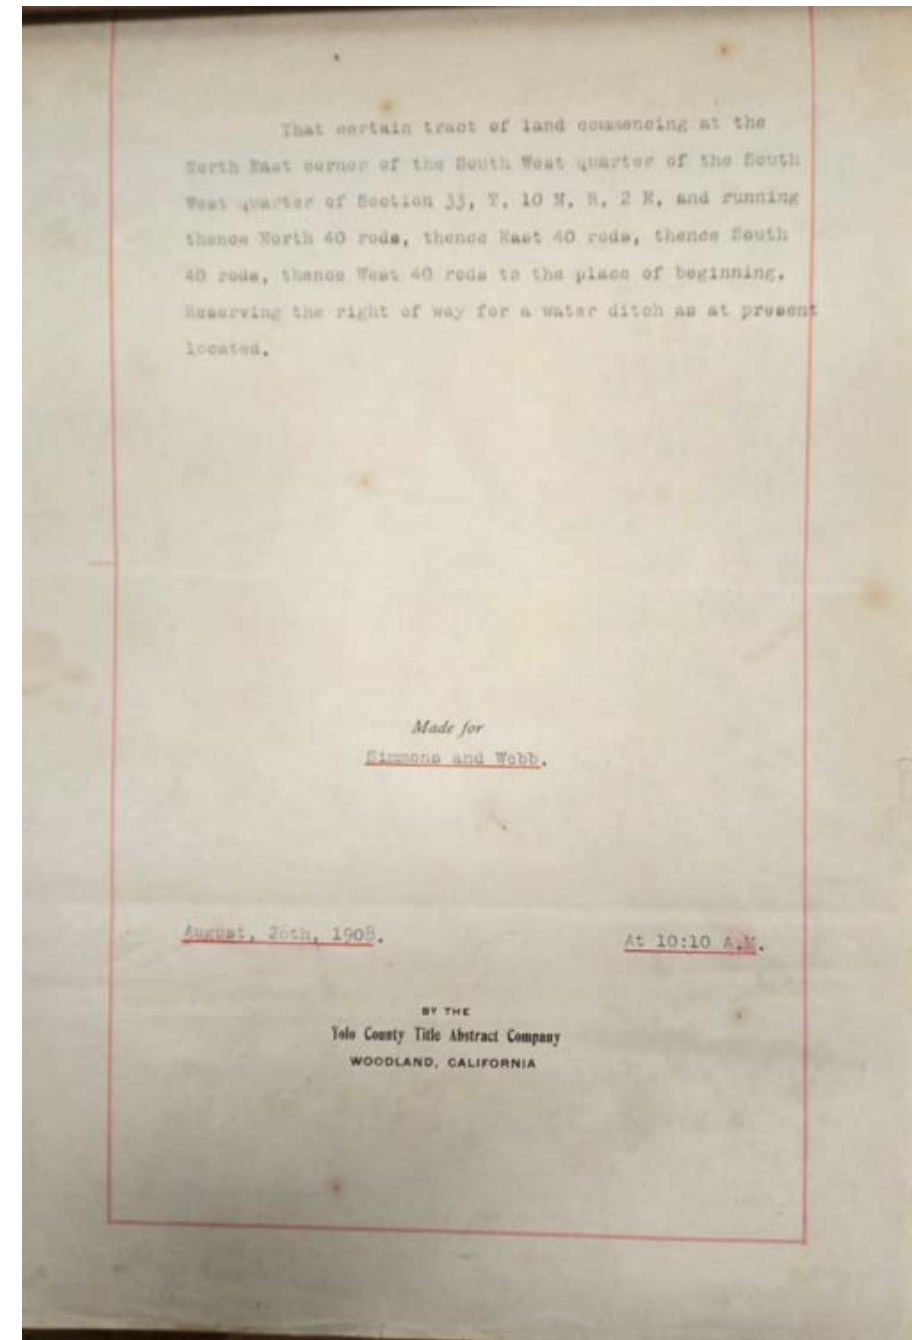 That certain tract of land commencing at the
North East corner of the South West quarter of the South
West quarter of Section 33, T. 10 N. R. 2 E. and running
thence North 40 rods, thence East 40 rods, thence South
40 rods, thence West 40 rods to the place of beginning.
Reserving the right of way for a water ditch as at present
located.
Made for
Simmons and Webb.
August, 26th, 1908. At 10:10 A.M.
BY THE
Yolo County Title Abstract Company
WOODLAND, CALIFORNIA